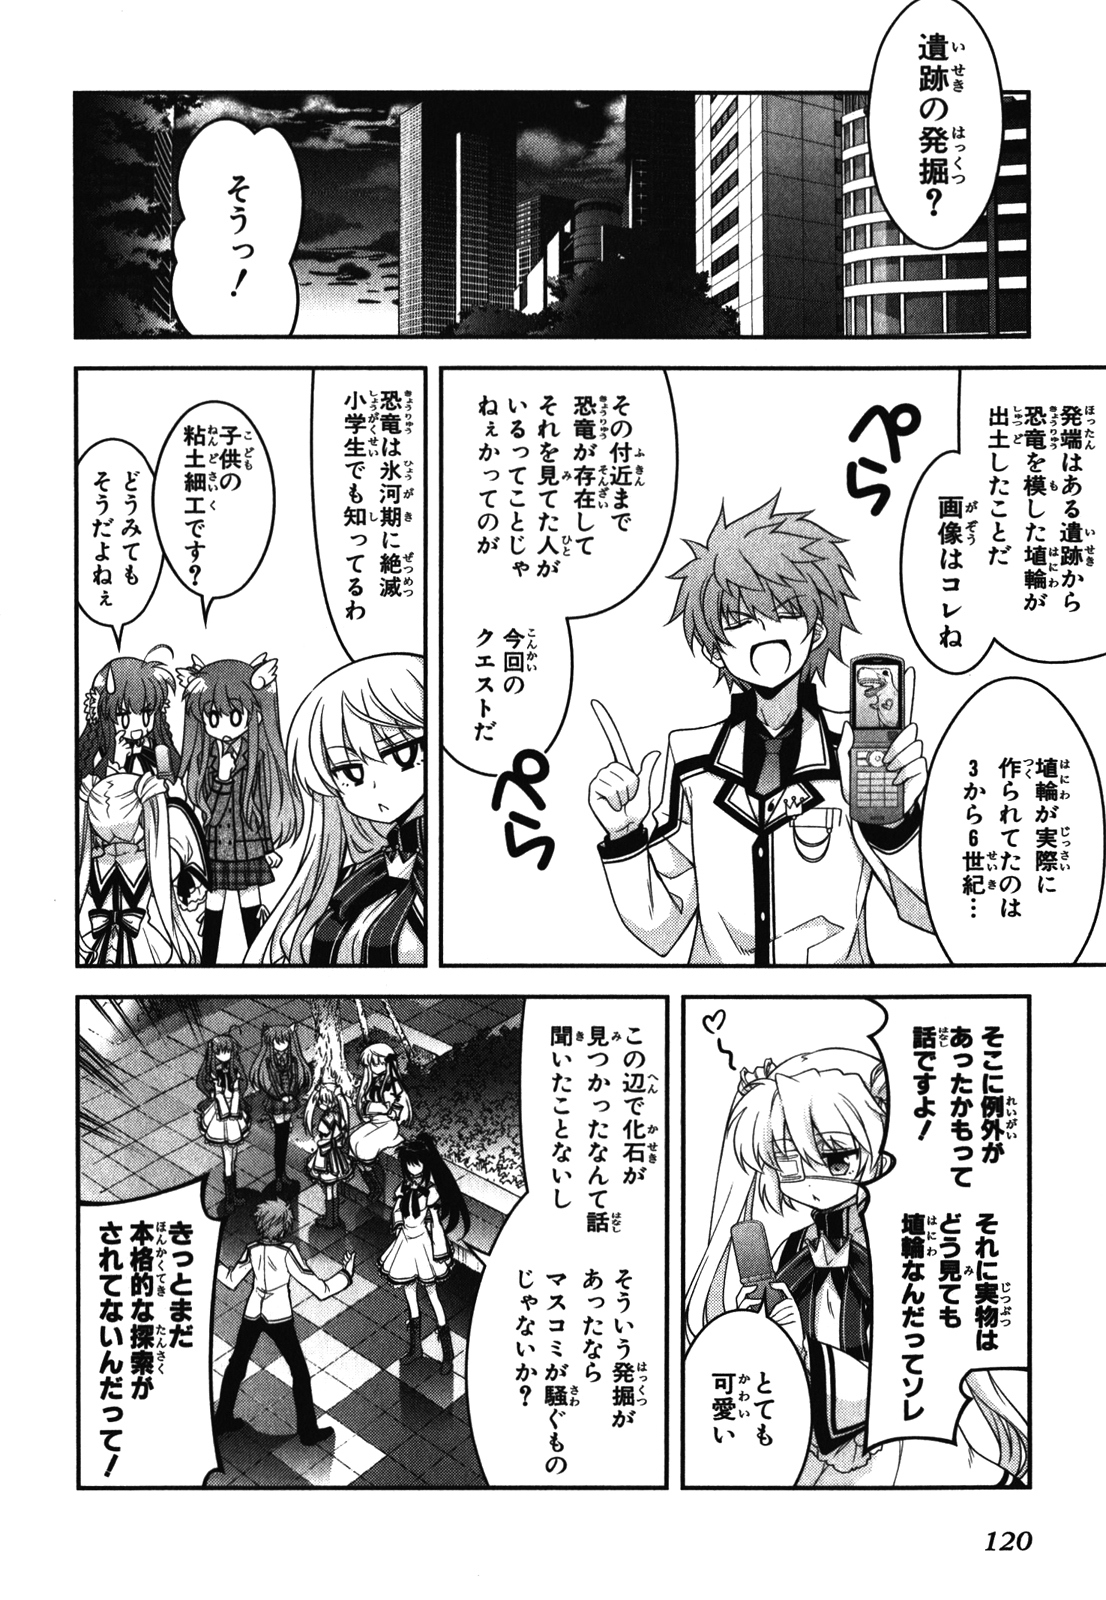 遺跡の発掘？
そうっ！
発端はある遺跡から
恐竜を模した埴輪が
出土したことだ
画像はコレね
埴輪が実際に
作られてたのは
3から6世紀…
ぺら
その付近まで
恐竜が存在して
それを見てた人が
いるってことじゃ
ねぇかってのが
今回の
クエストだ
ぺら
恐竜は氷河期に絶滅
小学生でも知ってるわ
子供の
粘土細工です？
どうみても
そうだよねぇ
そこに例外が
あったかもって
話ですよ！
それに実物は
どう見ても
埴輪なんだってソレ
とても
可愛い
この辺で化石が
見つかったなんて話
聞いたことないし
そういう発掘が
あったなら
マスコミが騒ぐもの
じゃないか？
きっとまだ
本格的な探索が
されてないんだって！
120